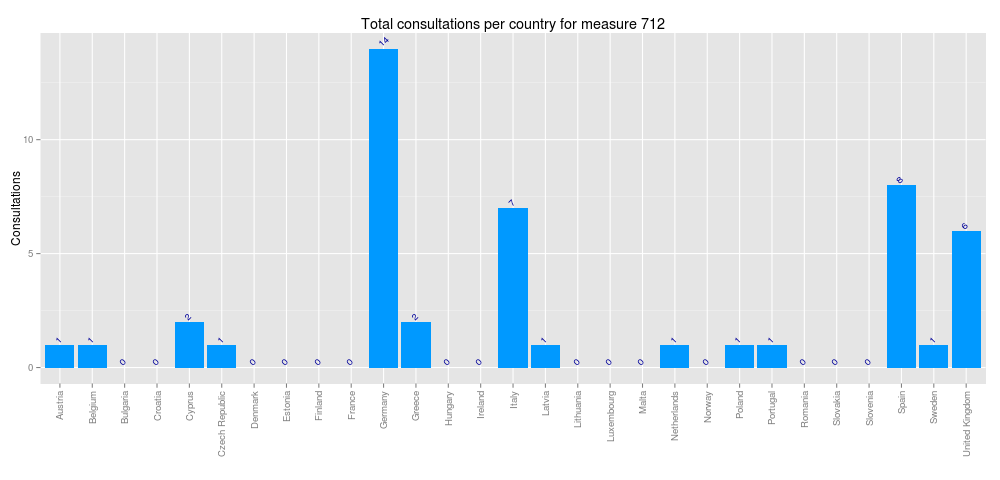 Total consultations per country for measure 712
Consultations
10
5
0
1 1 0 0 2 1 0 0 0 0 14 2 0 0 7 1 0 0 0 1 0 1 1 0 0 0 8 1 6
Austria
Belgium
Bulgaria
Croatia
Cyprus
Czech Republic
Denmark
Estonia
Finland
France
Germany
Greece
Hungary
Ireland
Italy
Latvia
Lithuania
Luxembourg
Malta
Netherlands
Norway
Poland
Portugal
Romania
Slovakia
Slovenia
Spain
Sweden
United Kingdom